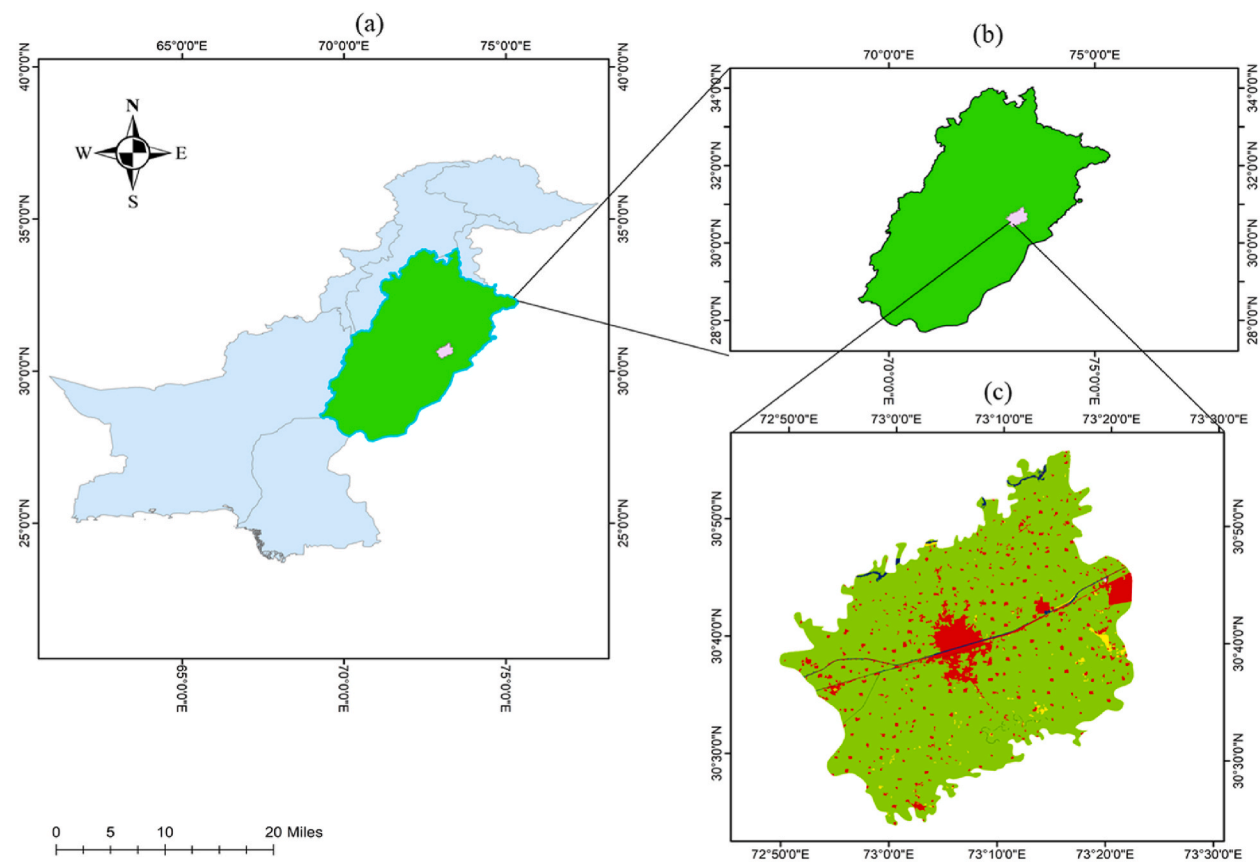 (a)
65°0'0"E 70°0'0"E 75°0'0"E
40°0'0"N
35°0'0"N
30°0'0"N
25°0'0"N
N
W E
S
40°0'0"N
35°0'0"N
30°0'0"N
25°0'0"N
65°0'0"E 70°0'0"E 75°0'0"E
0 5 10 20 Miles
(b)
70°0'0"E 75°0'0"E
34°0'0"N
32°0'0"N
30°0'0"N
28°0'0"N
34°0'0"N
32°0'0"N
30°0'0"N
28°0'0"N
70°0'0"E 75°0'0"E
(c)
72°50'0"E 73°0'0"E 73°10'0"E 73°20'0"E 73°30'0"E
30°50'0"N
30°40'0"N
30°30'0"N
30°50'0"N
30°40'0"N
30°30'0"N
72°50'0"E 73°0'0"E 73°10'0"E 73°20'0"E 73°30'0"E